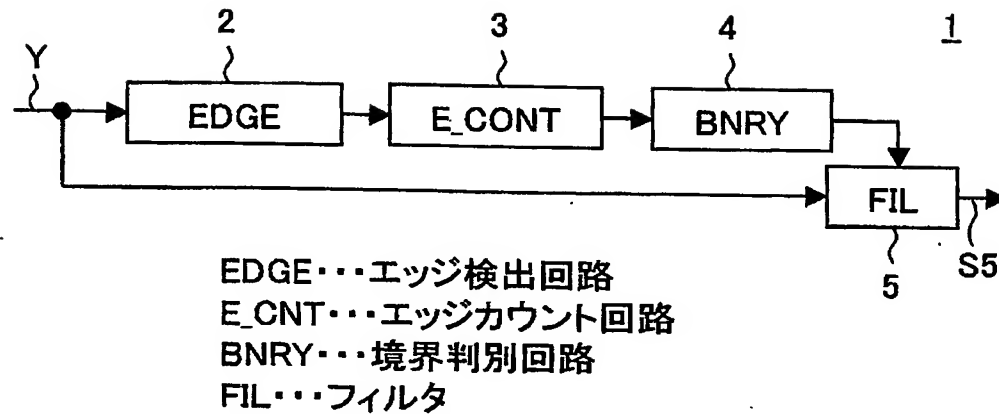 2 3 4 1
Y
EDGE E_CONT BNRY
FIL
5 S5
EDGE・・・エッジ検出回路
E_CNT・・・エッジカウント回路
BNRY・・・境界判別回路
FIL・・・フィルタ